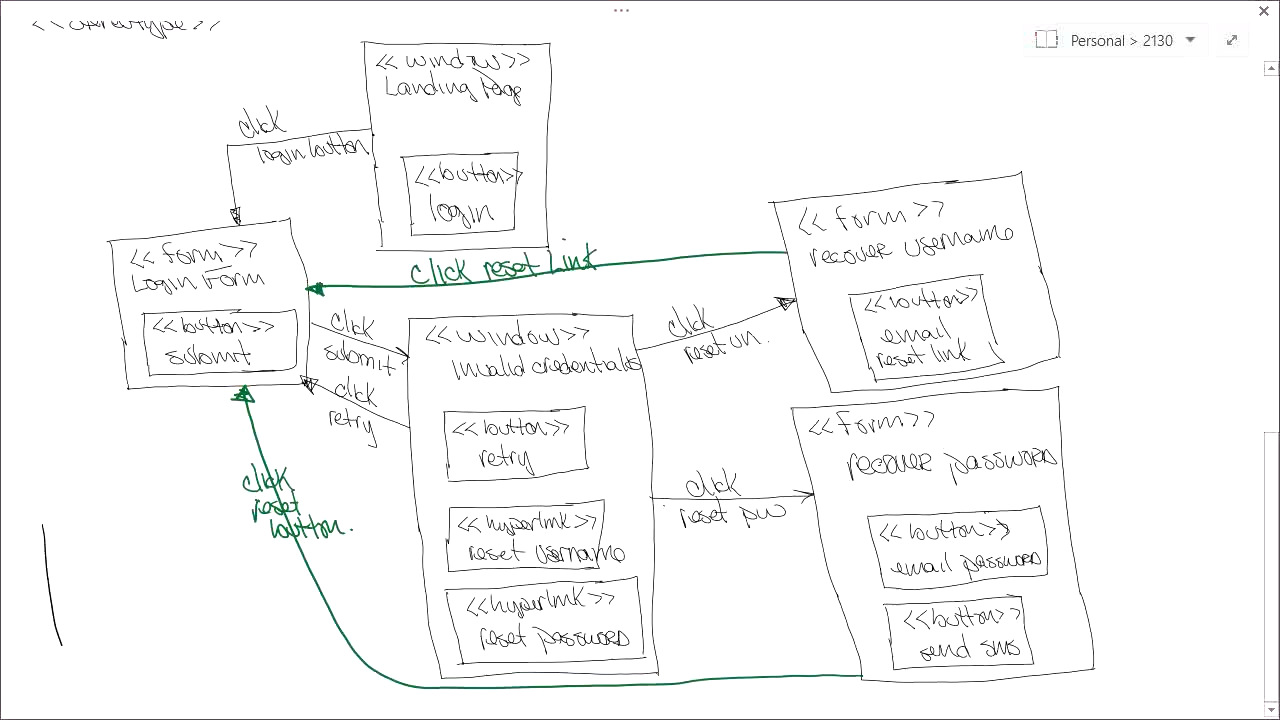 Personal > 2130
<<window>>
Landing Page
<<button>>
login
click
login button
<<form>>
Login Form
<<button>>
submit
click
submit
click
retry
<<window>>
Invalid credentials
<<button>>
retry
<<hyperlink>>
reset username
<<hyperlink>>
reset password
click reset Link
click
reset un.
<<form>>
recover username
<<button>>
email
reset link
click
reset pw
<<form>>
recover password
<<button>>
email password
<<button>>
send sms
click
reset
button.